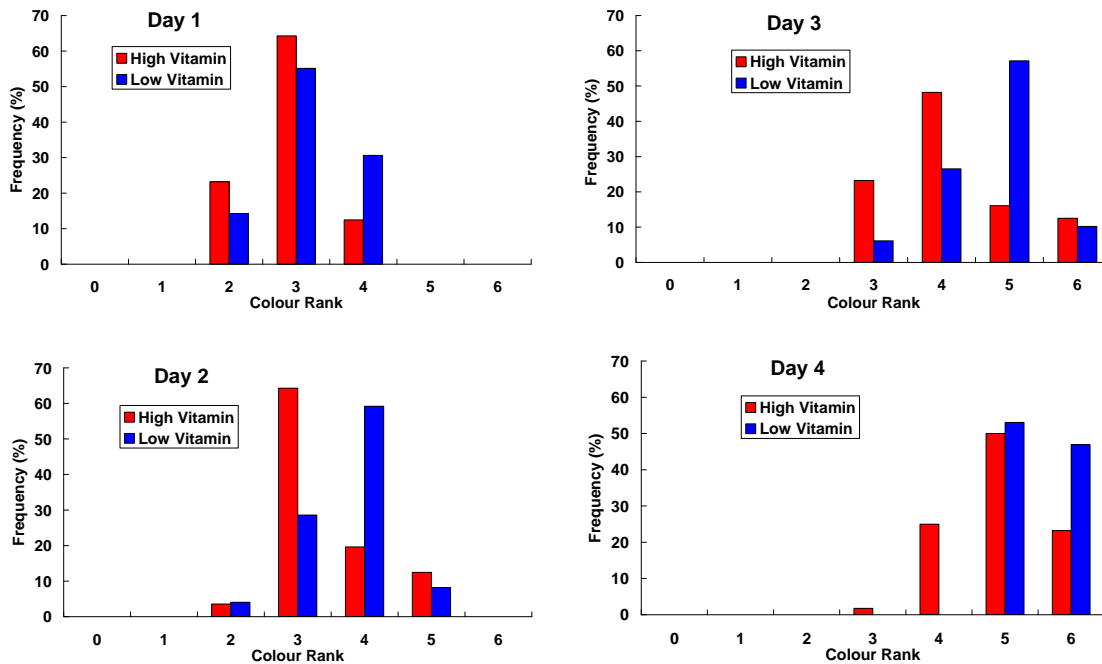 Day 1
High Vitamin
Low Vitamin
Frequency (%)
70
60
50
40
30
20
10
0
0 1 2 3 4 5 6
Colour Rank
Day 3
High Vitamin
Low Vitamin
Frequency (%)
70
60
50
40
30
20
10
0
0 1 2 3 4 5 6
Colour Rank
Day 2
High Vitamin
Low Vitamin
Frequency (%)
70
60
50
40
30
20
10
0
0 1 2 3 4 5 6
Colour Rank
Day 4
High Vitamin
Low Vitamin
Frequency (%)
70
60
50
40
30
20
10
0
0 1 2 3 4 5 6
Colour Rank